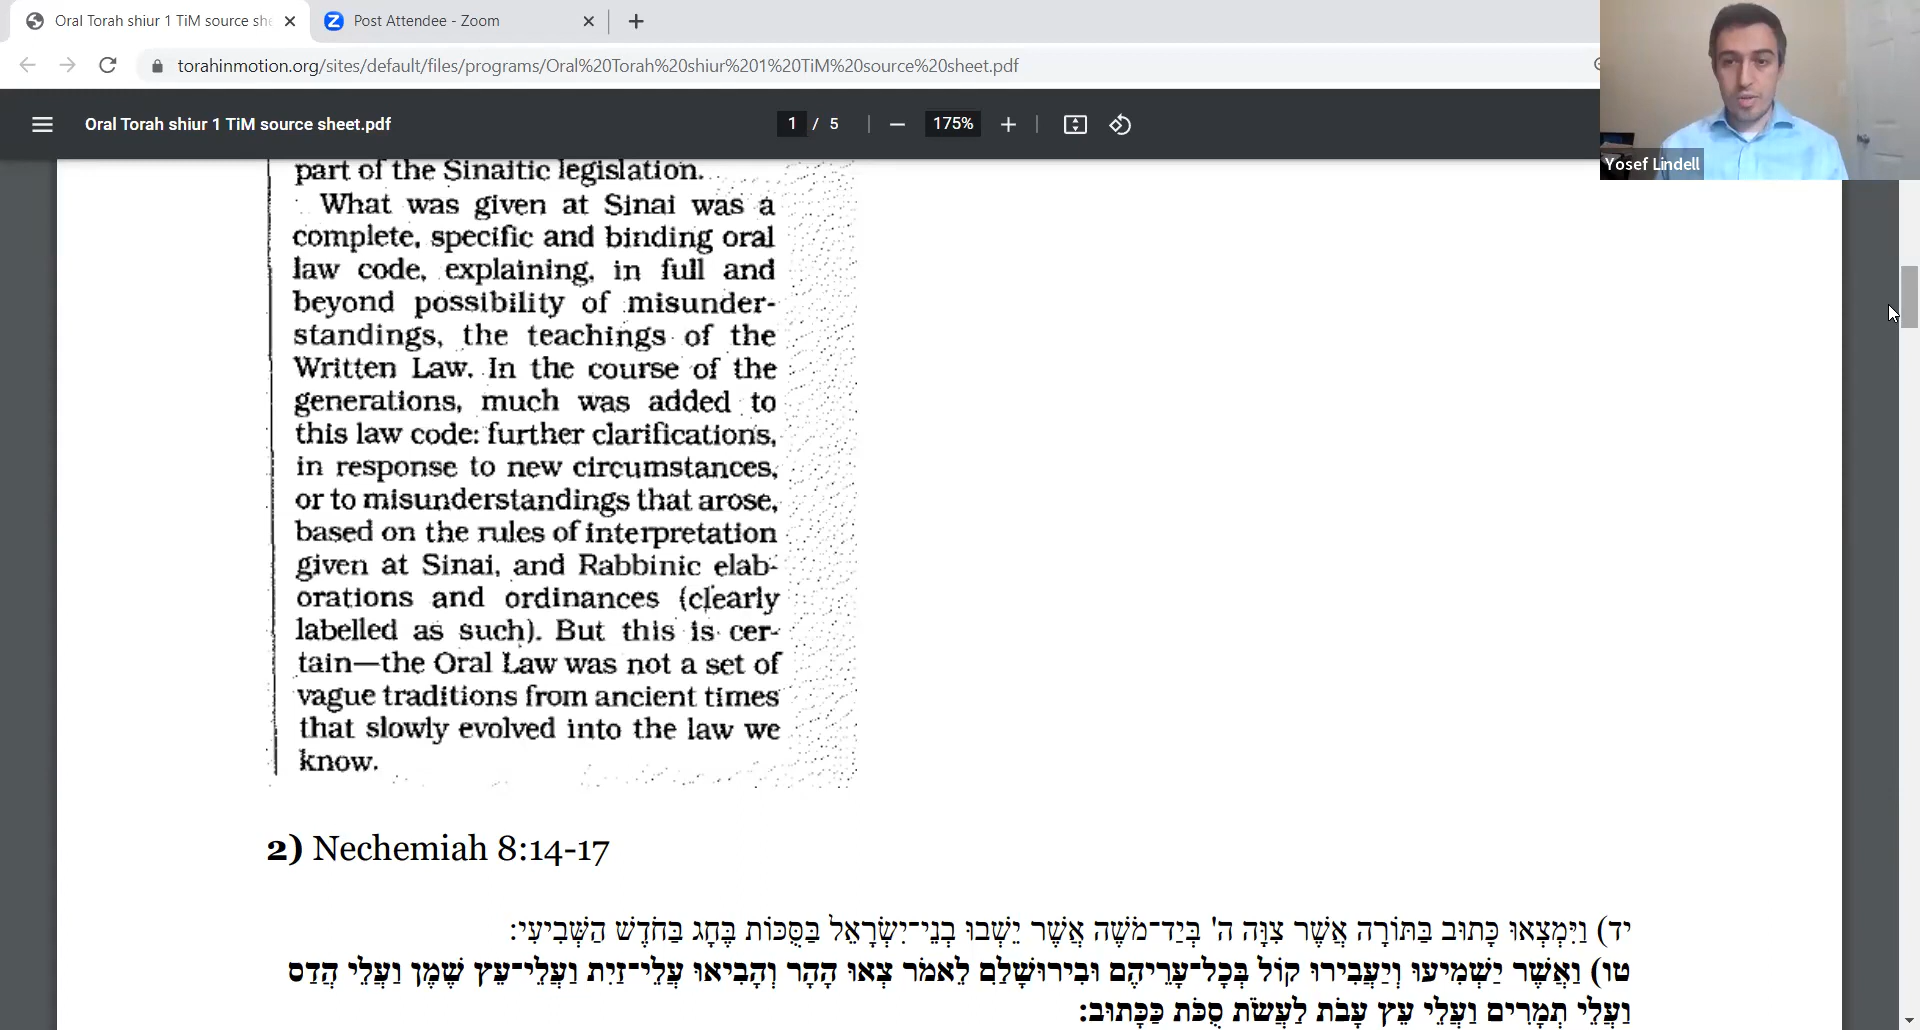 Oral Torah shiur 1 TiM source she
Post Attendee - Zoom
torahinmotion.org/sites/default/files/programs/Oral%20Torah%20shiur%201%20TiM%20source%20sheet.pdf
Oral Torah shiur 1 TiM source sheet.pdf
1 / 5
175%
Yosef Lindell
part of the Sinaitic legislation.
What was given at Sinai was a
complete, specific and binding oral
law code, explaining, in full and
beyond possibility of misunder-
standings, the teachings of the
Written Law. In the course of the
generations, much was added to
this law code: further clarifications,
in response to new circumstances,
or to misunderstandings that arose,
based on the rules of interpretation
given at Sinai, and Rabbinic elab-
orations and ordinances (clearly
labelled as such). But this is cer-
tain—the Oral Law was not a set of
vague traditions from ancient times
that slowly evolved into the law we
know.
2) Nechemiah 8:14-17
יד) וַיִּמְצְאוּ כָּתוּב בַּתּוֹרָה אֲשֶׁר צִוָּה ה' בְּיַד־מֹשֶׁה אֲשֶׁר יֵשְׁבוּ בְנֵי־יִשְׂרָאֵל בַּסֻּכּוֹת בֶּחָג בַּחֹדֶשׁ הַשְּׁבִיעִי:
טו) וַאֲשֶׁר יַשְׁמִיעוּ וְיַעֲבִירוּ קוֹל בְּכָל־עָרֵיהֶם וּבִירוּשָׁלִַם לֵאמֹר צְאוּ הָהָר וְהָבִיאוּ עֲלֵי־זַיִת וַעֲלֵי־עֵץ שֶׁמֶן וַעֲלֵי הֲדַס
וַעֲלֵי תְמָרִים וַעֲלֵי עֵץ עָבֹת לַעֲשֹׂת סֻכֹּת כַּכָּתוּב: